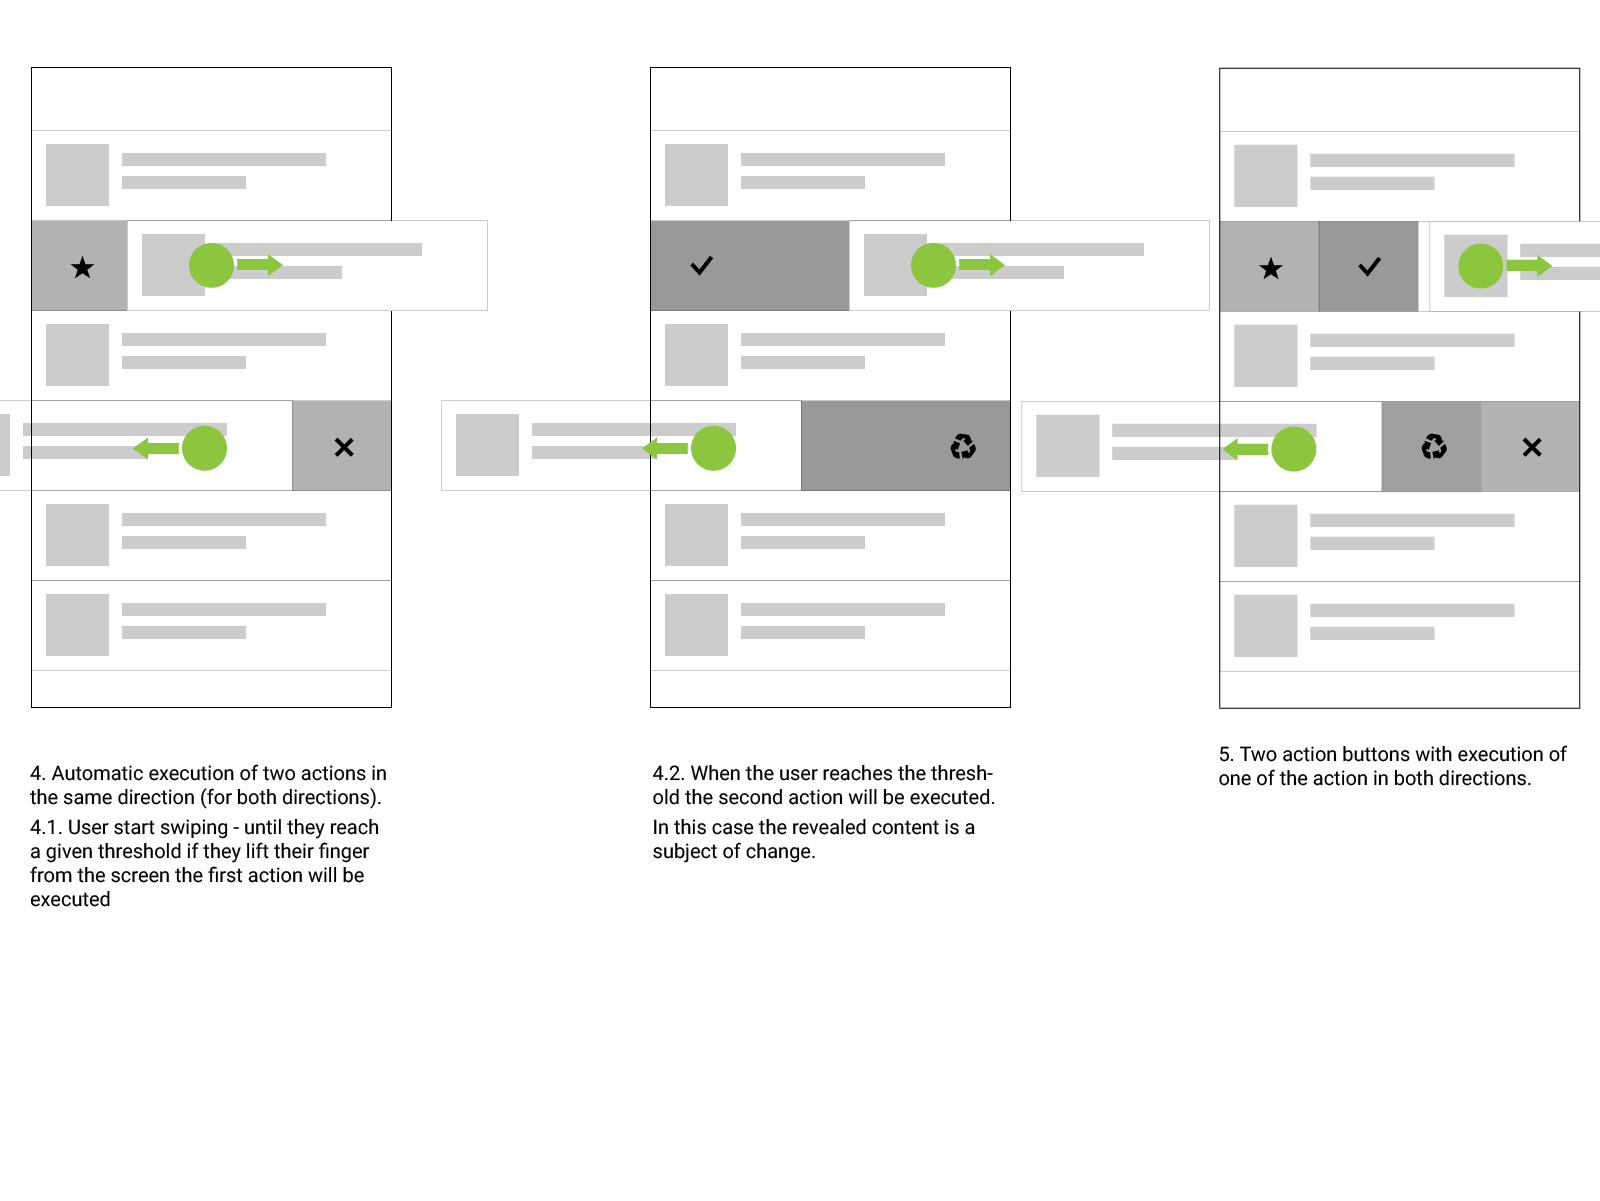 4. Automatic execution of two actions in
the same direction (for both directions).
4.1. User start swiping - until they reach
a given threshold if they lift their finger
from the screen the first action will be
executed
4.2. When the user reaches the thresh-
old the second action will be executed.
In this case the revealed content is a
subject of change.
5. Two action buttons with execution of
one of the action in both directions.